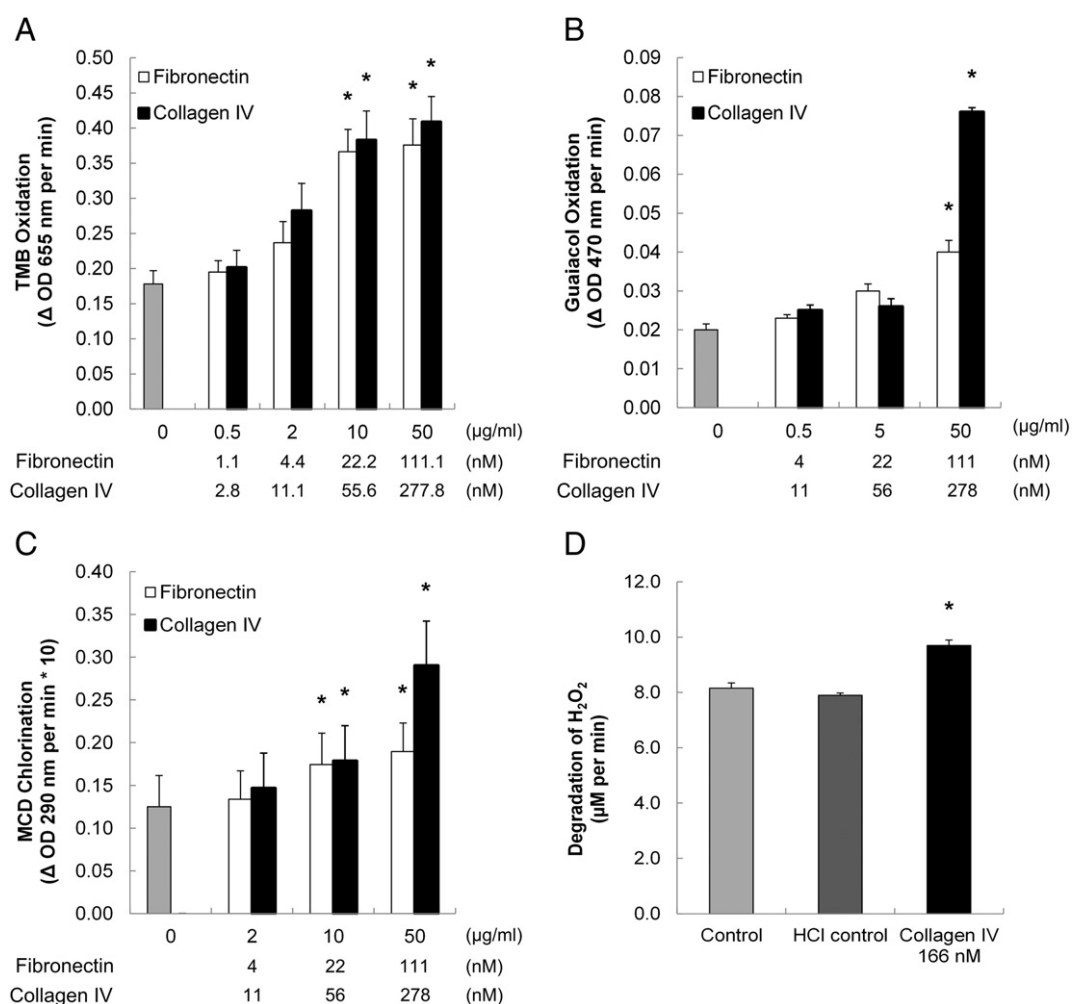 A
TMB Oxidation
(Δ OD 655 nm per min)
0.50
0.45
0.40
0.35
0.30
0.25
0.20
0.15
0.10
0.05
0.00
Fibronectin
Collagen IV
* * * *
0 0.5 2 10 50 (µg/ml)
Fibronectin 1.1 4.4 22.2 111.1 (nM)
Collagen IV 2.8 11.1 55.6 277.8 (nM)
B
Guaiacol Oxidation
(Δ OD 470 nm per min)
0.09
0.08
0.07
0.06
0.05
0.04
0.03
0.02
0.01
0.00
Fibronectin
Collagen IV
* *
0 0.5 5 50 (µg/ml)
Fibronectin 4 22 111 (nM)
Collagen IV 11 56 278 (nM)
C
MCD Chlorination
(Δ OD 290 nm per min * 10)
0.40
0.35
0.30
0.25
0.20
0.15
0.10
0.05
0.00
Fibronectin
Collagen IV
* * * *
0 2 10 50 (µg/ml)
Fibronectin 4 22 111 (nM)
Collagen IV 11 56 278 (nM)
D
Degradation of H₂O₂
(µM per min)
12.0
10.0
8.0
6.0
4.0
2.0
0.0
*
Control HCl control Collagen IV
166 nM